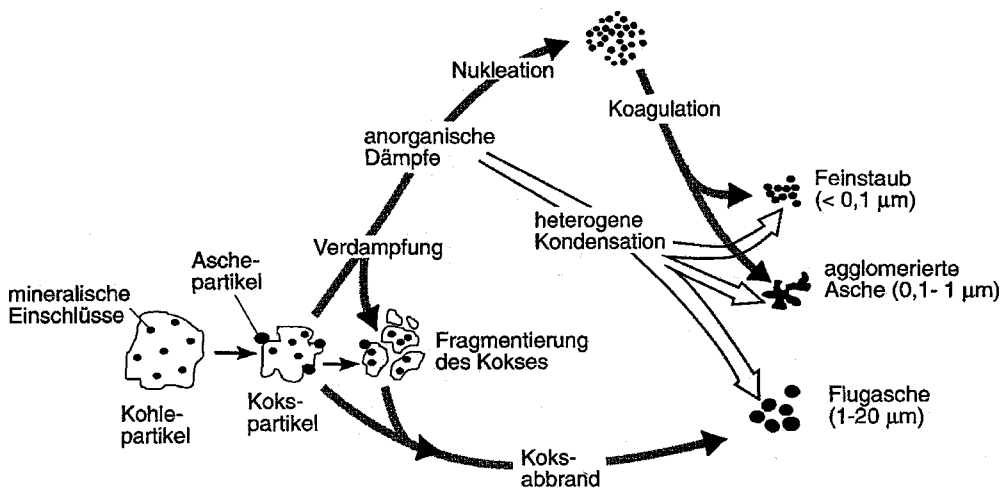 Nukleation
Koagulation
anorganische
Dämpfe
Feinstaub
(< 0,1 µm)
heterogene
Kondensation
Verdampfung
Asche-
partikel
agglomerierte
Asche (0,1- 1 µm)
mineralische
Einschlüsse
Fragmentierung
des Kokses
Kohle-
partikel
Koks-
partikel
Flugasche
(1-20 µm)
Koks-
abbrand